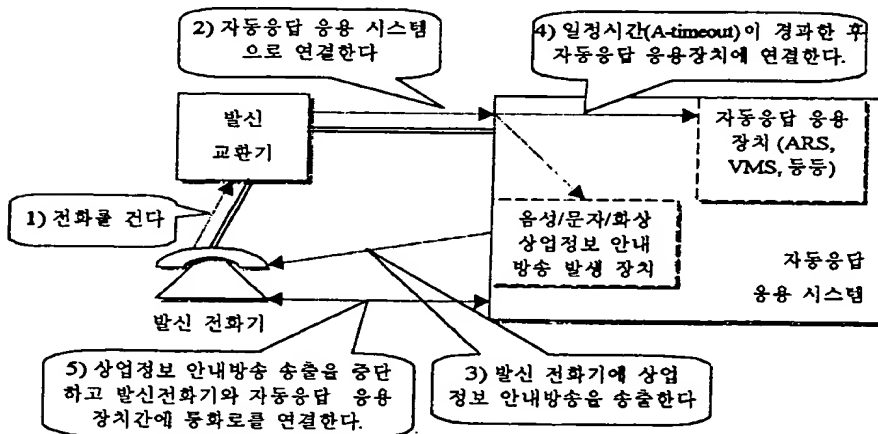 2) 자동응답 응용 시스템
으로 연결한다
4) 일정시간(A-timeout)이 경과한 후
자동응답 응용장치에 연결한다.
발신
교환기
자동응답 응용
장치 (ARS,
VMS, 등등)
1) 전화를 건다
음성/문자/화상
상업정보 안내
방송 발생 장치
자동응답
응용 시스템
발신 전화기
5) 상업정보 안내방송 송출을 중단
하고 발신전화기와 자동응답 응용
장치간에 통화로를 연결한다.
3) 발신 전화기에 상업
정보 안내방송을 송출한다